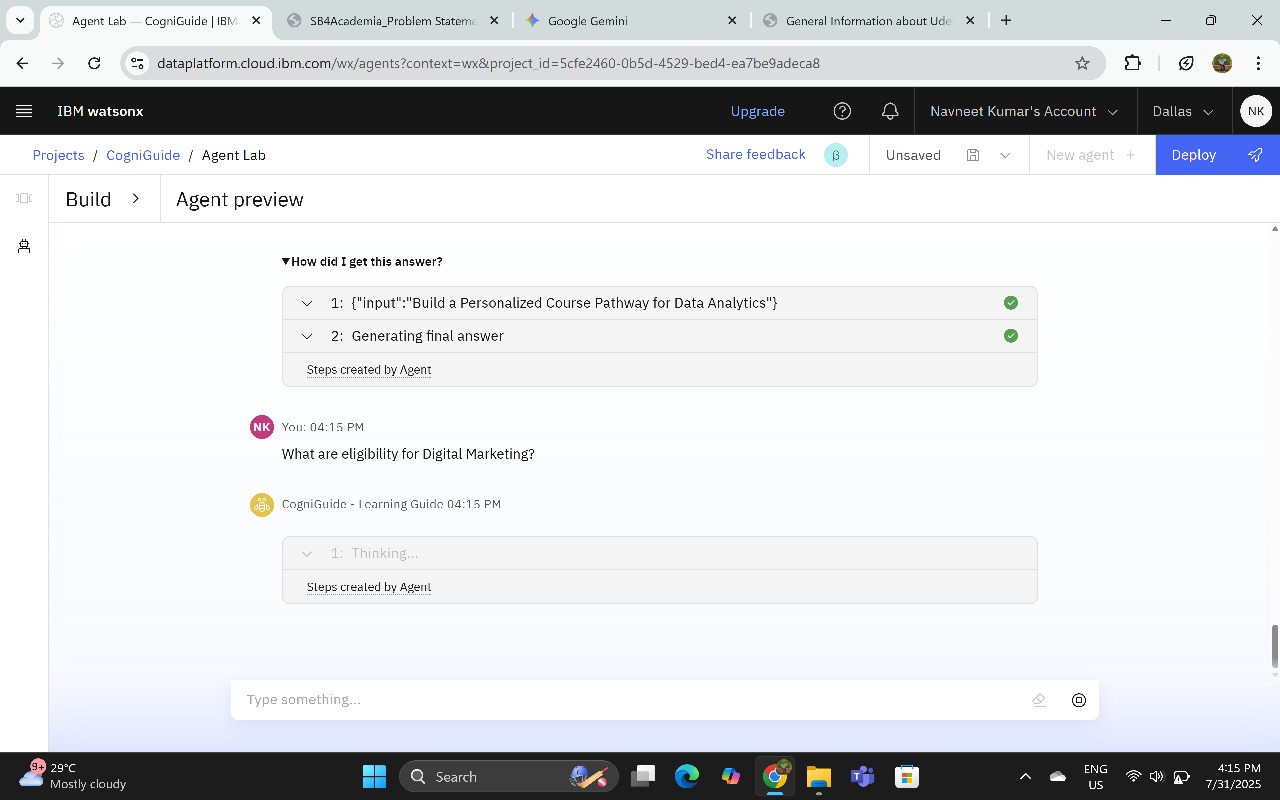 Agent Lab — CogniGuide | IBM
SB4Academia_Problem Stateme
Google Gemini
General Information about Ude
dataplatform.cloud.ibm.com/wx/agents?context=wx&project_id=5cfe2460-0b5d-4529-bed4-ea7be9adeca8
IBM watsonx
Upgrade
Navneet Kumar's Account
Dallas
NK
Projects / CogniGuide / Agent Lab
Share feedback
β
Unsaved
New agent +
Deploy
Build
Agent preview
▼How did I get this answer?
1: {"input":"Build a Personalized Course Pathway for Data Analytics"}
2: Generating final answer
Steps created by Agent
NK
You: 04:15 PM
What are eligibility for Digital Marketing?
CogniGuide - Learning Guide 04:15 PM
1: Thinking...
Steps created by Agent
Type something...
9+
29°C
Mostly cloudy
Search
ENG
US
4:15 PM
7/31/2025